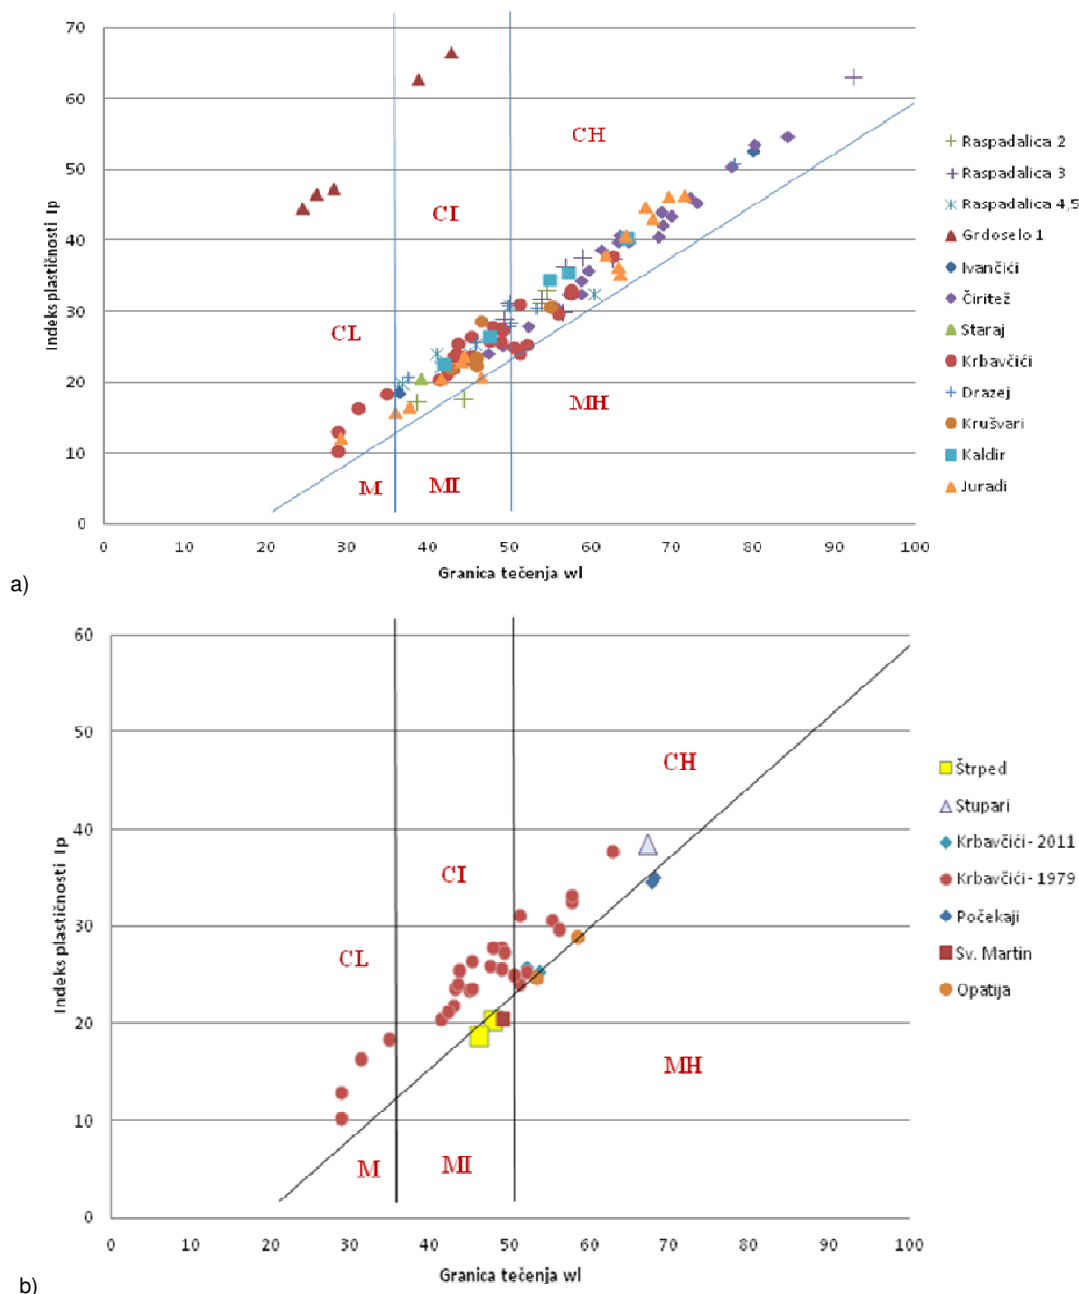 70
60
50
40
30
20
10
0
Indeks plastičnosti Ip
CH
CI
CL
MH
M
MI
0 10 20 30 40 50 60 70 80 90 100
Granica tečenja wl
Raspadalica 2
Raspadalica 3
Raspadalica 4,5
Grdoselo 1
Ivančići
Čiritež
Staraj
Krbavčići
Drazej
Krušvari
Kaldir
Juradi
a)
60
50
40
30
20
10
0
Indeks plastičnosti Ip
CH
CI
CL
MH
M
MI
0 10 20 30 40 50 60 70 80 90 100
Granica tečenja wl
Štrped
Stupari
Krbavčići - 2011
Krbavčići - 1979
Počekaji
Sv. Martin
Opatija
b)